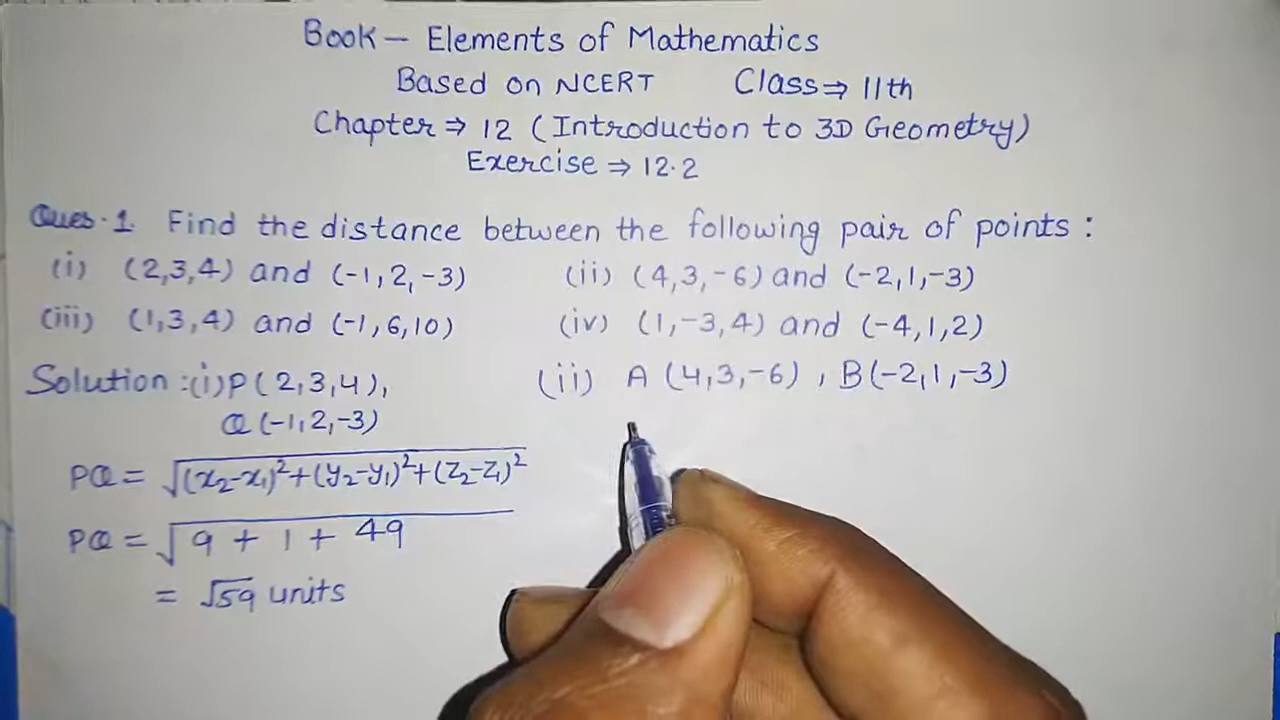 Book — Elements of Mathematics
Based on NCERT Class ⇒ 11th
Chapter ⇒ 12 (Introduction to 3D Geometry)
Exercise ⇒ 12.2
Ques.1. Find the distance between the following pair of points :
(i) (2,3,4) and (-1,2,-3) (ii) (4,3,-6) and (-2,1,-3)
(iii) (1,3,4) and (-1,6,10) (iv) (1,-3,4) and (-4,1,2)
Solution :(i) P(2,3,4), (ii) A (4,3,-6) , B(-2,1,-3)
Q (-1,2,-3)
PQ = √(x₂-x₁)²+(y₂-y₁)²+(z₂-z₁)²
PQ = √9 + 1 + 49
= √59 units